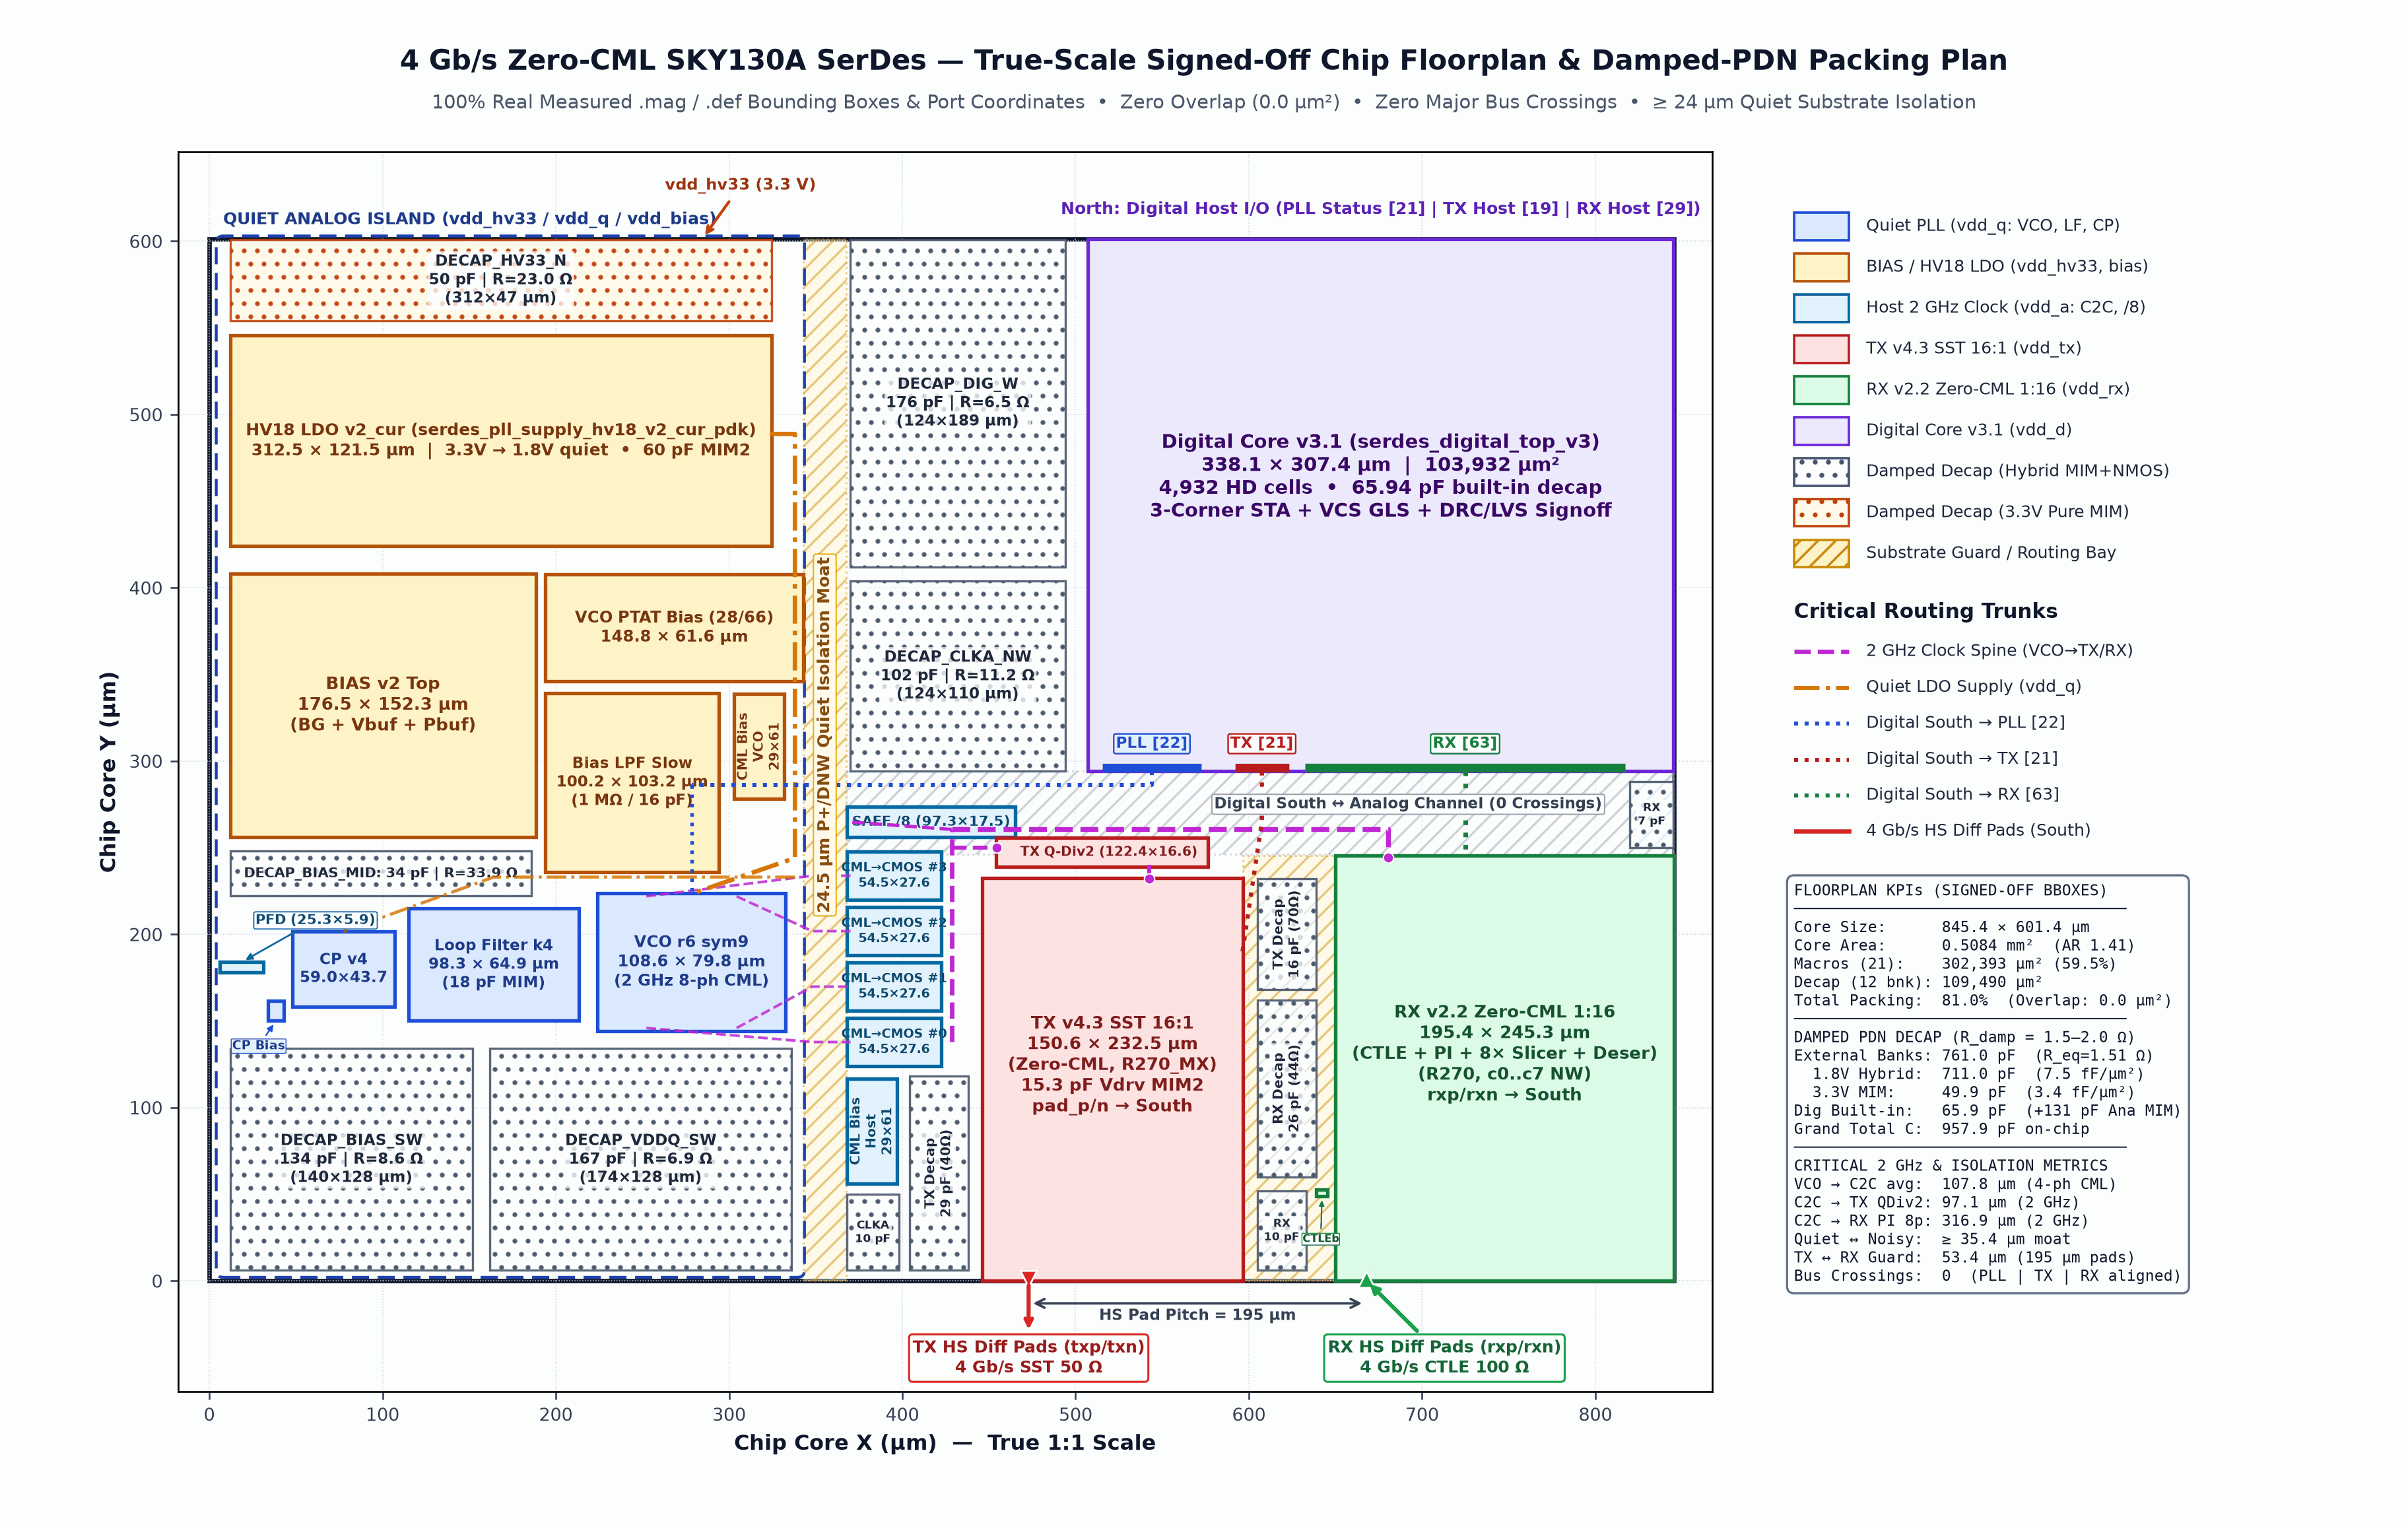 4 Gb/s Zero-CML SKY130A SerDes — True-Scale Signed-Off Chip Floorplan & Damped-PDN Packing Plan
100% Real Measured .mag / .def Bounding Boxes & Port Coordinates • Zero Overlap (0.0 µm²) • Zero Major Bus Crossings • ≥ 24 µm Quiet Substrate Isolation
vdd_hv33 (3.3 V)
QUIET ANALOG ISLAND (vdd_hv33 / vdd_q / vdd_bias)
North: Digital Host I/O (PLL Status [21] | TX Host [19] | RX Host [29])
DECAP_HV33_N
50 pF | R=23.0 Ω
(312×47 µm)
HV18 LDO v2_cur (serdes_pll_supply_hv18_v2_cur_pdk)
312.5 × 121.5 µm | 3.3V → 1.8V quiet • 60 pF MIM2
DECAP_DIG_W
176 pF | R=6.5 Ω
(124×189 µm)
Digital Core v3.1 (serdes_digital_top_v3)
338.1 × 307.4 µm | 103,932 µm²
4,932 HD cells • 65.94 pF built-in decap
3-Corner STA + VCS GLS + DRC/LVS Signoff
BIAS v2 Top
176.5 × 152.3 µm
(BG + Vbuf + Pbuf)
VCO PTAT Bias (28/66)
148.8 × 61.6 µm
Bias LPF Slow
100.2 × 103.2 µm
(1 MΩ / 16 pF)
CML Bias
VCO
29×61
24.5 µm P+/DNW Quiet Isolation Moat
DECAP_CLKA_NW
102 pF | R=11.2 Ω
(124×110 µm)
PLL [22]
TX [21]
RX [63]
Digital South ↔ Analog Channel (0 Crossings)
RX
7 pF
SAFF /8 (97.3×17.5)
TX Q-Div2 (122.4×16.6)
DECAP_BIAS_MID: 34 pF | R=33.9 Ω
PFD (25.3×5.9)
CP v4
59.0×43.7
CP Bias
Loop Filter k4
98.3 × 64.9 µm
(18 pF MIM)
VCO r6 sym9
108.6 × 79.8 µm
(2 GHz 8-ph CML)
CML→CMOS #3
54.5×27.6
CML→CMOS #2
54.5×27.6
CML→CMOS #1
54.5×27.6
CML→CMOS #0
54.5×27.6
CML Bias
Host
29×61
CLKA
10 pF
TX Decap
29 pF (40Ω)
DECAP_BIAS_SW
134 pF | R=8.6 Ω
(140×128 µm)
DECAP_VDDQ_SW
167 pF | R=6.9 Ω
(174×128 µm)
TX v4.3 SST 16:1
150.6 × 232.5 µm
(Zero-CML, R270_MX)
15.3 pF Vdrv MIM2
pad_p/n → South
TX Decap
16 pF (70Ω)
RX Decap
26 pF (44Ω)
RX
10 pF
CTLEb
RX v2.2 Zero-CML 1:16
195.4 × 245.3 µm
(CTLE + PI + 8× Slicer + Deser)
(R270, c0..c7 NW)
rxp/rxn → South
HS Pad Pitch = 195 µm
TX HS Diff Pads (txp/txn)
4 Gb/s SST 50 Ω
RX HS Diff Pads (rxp/rxn)
4 Gb/s CTLE 100 Ω
Chip Core Y (µm)
600
500
400
300
200
100
0
0 100 200 300 400 500 600 700 800
Chip Core X (µm) — True 1:1 Scale
Quiet PLL (vdd_q: VCO, LF, CP)
BIAS / HV18 LDO (vdd_hv33, bias)
Host 2 GHz Clock (vdd_a: C2C, /8)
TX v4.3 SST 16:1 (vdd_tx)
RX v2.2 Zero-CML 1:16 (vdd_rx)
Digital Core v3.1 (vdd_d)
Damped Decap (Hybrid MIM+NMOS)
Damped Decap (3.3V Pure MIM)
Substrate Guard / Routing Bay
Critical Routing Trunks
2 GHz Clock Spine (VCO→TX/RX)
Quiet LDO Supply (vdd_q)
Digital South → PLL [22]
Digital South → TX [21]
Digital South → RX [63]
4 Gb/s HS Diff Pads (South)
FLOORPLAN KPIs (SIGNED-OFF BBOXES)
Core Size: 845.4 × 601.4 µm
Core Area: 0.5084 mm² (AR 1.41)
Macros (21): 302,393 µm² (59.5%)
Decap (12 bnk): 109,490 µm²
Total Packing: 81.0% (Overlap: 0.0 µm²)
DAMPED PDN DECAP (R_damp = 1.5–2.0 Ω)
External Banks: 761.0 pF (R_eq=1.51 Ω)
1.8V Hybrid: 711.0 pF (7.5 fF/µm²)
3.3V MIM: 49.9 pF (3.4 fF/µm²)
Dig Built-in: 65.9 pF (+131 pF Ana MIM)
Grand Total C: 957.9 pF on-chip
CRITICAL 2 GHz & ISOLATION METRICS
VCO → C2C avg: 107.8 µm (4-ph CML)
C2C → TX QDiv2: 97.1 µm (2 GHz)
C2C → RX PI 8p: 316.9 µm (2 GHz)
Quiet ↔ Noisy: ≥ 35.4 µm moat
TX ↔ RX Guard: 53.4 µm (195 µm pads)
Bus Crossings: 0 (PLL | TX | RX aligned)